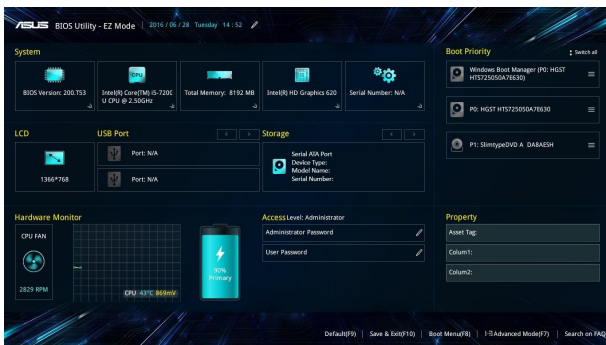 ASUS BIOS Utility - EZ Mode | 2016 / 06 / 28 Tuesday 14 : 52
System
BIOS Version: 200.T53
CPU
Intel(R) Core(TM) i5-7200
U CPU @ 2.50GHz
Total Memory: 8192 MB
Intel(R) HD Graphics 620
Serial Number: N/A
Boot Priority
Switch all
Windows Boot Manager (P0: HGST
HTS725050A7E630)
P0: HGST HTS725050A7E630
P1: SlimtypeDVD A DA8AESH
LCD
1366*768
USB Port
Port: N/A
Port: N/A
Storage
Serial ATA Port
Device Type:
Model Name:
Serial Number:
Hardware Monitor
CPU FAN
2829 RPM
CPU 43°C 869mV
90%
Primary
Access Level: Administrator
Administrator Password
User Password
Property
Asset Tag:
Colum1:
Colum2:
Default(F9) | Save & Exit(F10) | Boot Menu(F8) | Advanced Mode(F7) | Search on FAQ